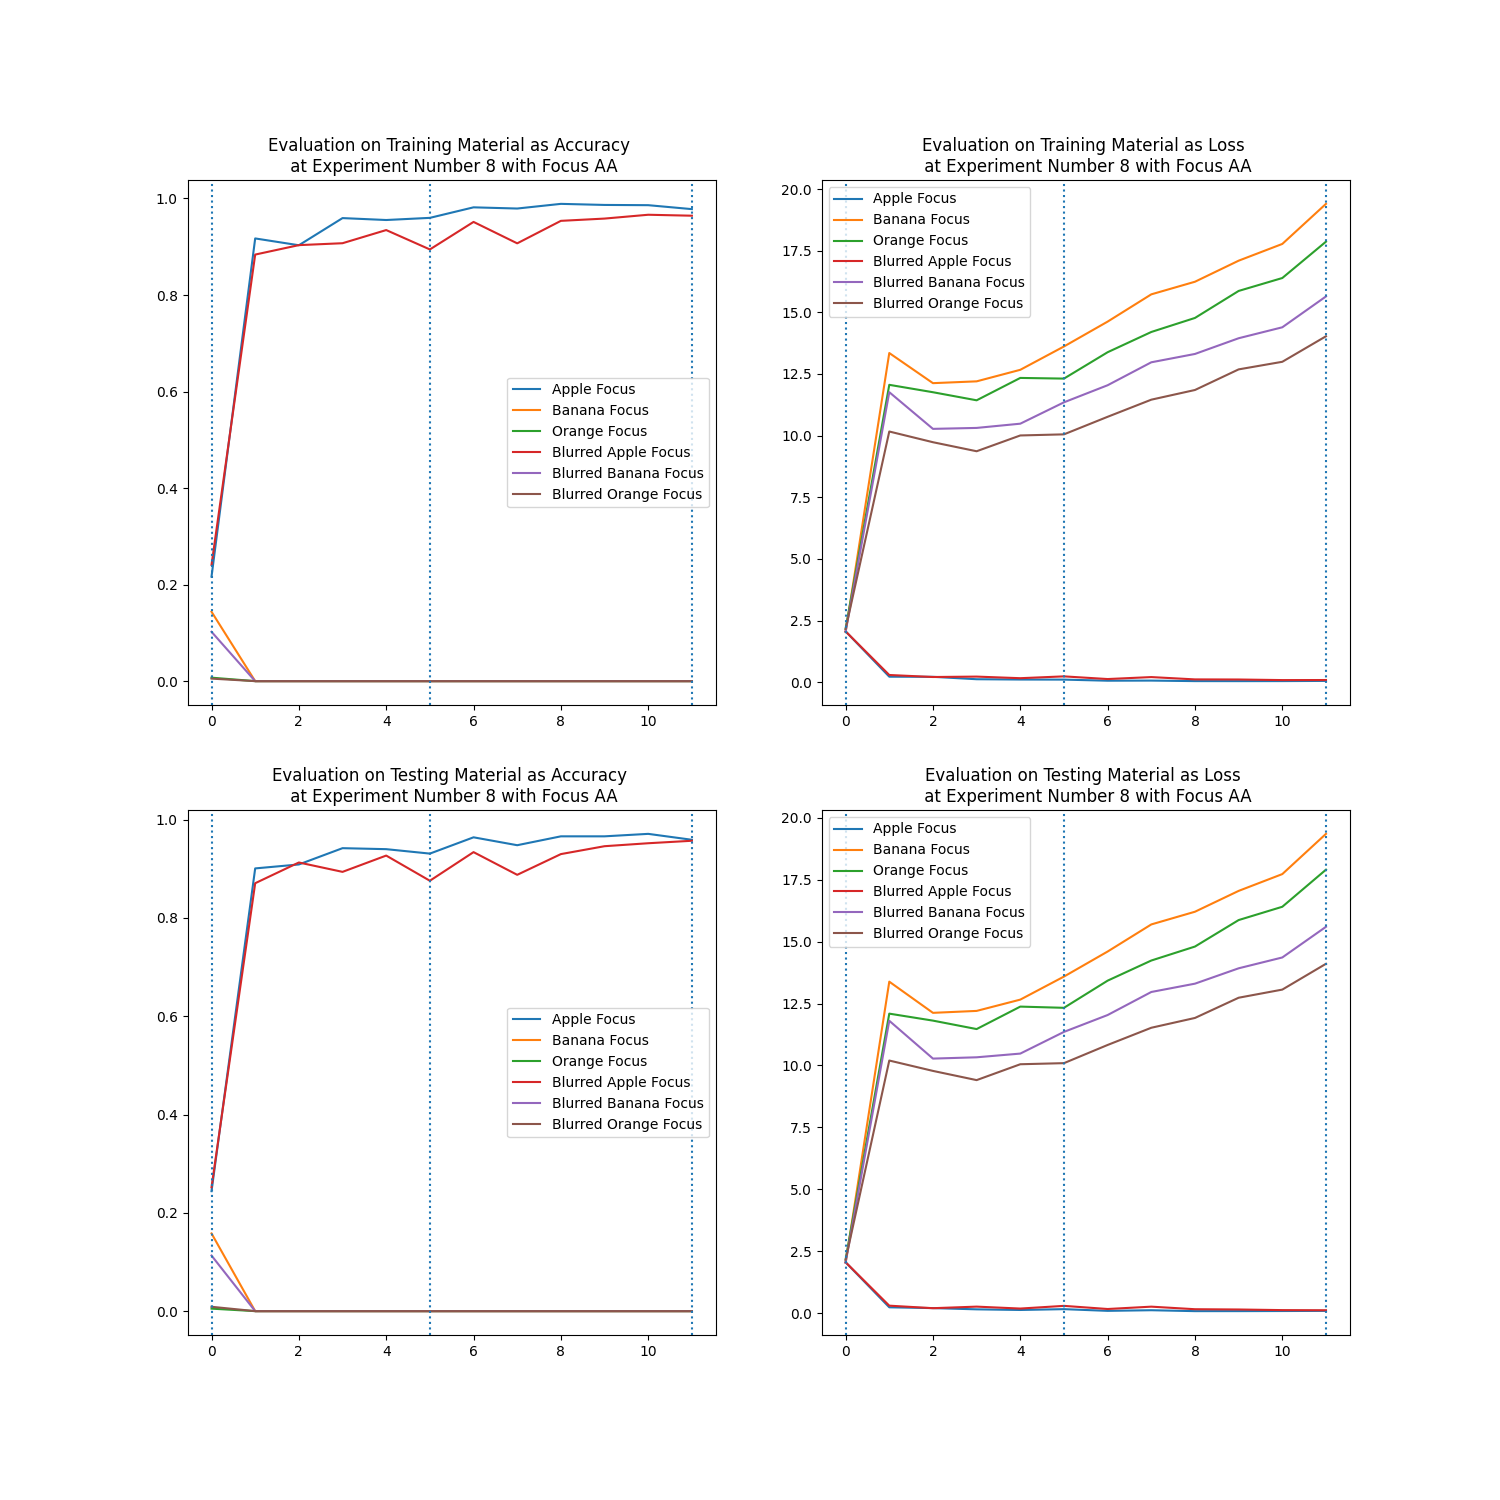 Evaluation on Training Material as Accuracy
at Experiment Number 8 with Focus AA
1.0
0.8
0.6
0.4
0.2
0.0
0 2 4 6 8 10
Apple Focus
Banana Focus
Orange Focus
Blurred Apple Focus
Blurred Banana Focus
Blurred Orange Focus
Evaluation on Training Material as Loss
at Experiment Number 8 with Focus AA
20.0
17.5
15.0
12.5
10.0
7.5
5.0
2.5
0.0
0 2 4 6 8 10
Apple Focus
Banana Focus
Orange Focus
Blurred Apple Focus
Blurred Banana Focus
Blurred Orange Focus
Evaluation on Testing Material as Accuracy
at Experiment Number 8 with Focus AA
1.0
0.8
0.6
0.4
0.2
0.0
0 2 4 6 8 10
Apple Focus
Banana Focus
Orange Focus
Blurred Apple Focus
Blurred Banana Focus
Blurred Orange Focus
Evaluation on Testing Material as Loss
at Experiment Number 8 with Focus AA
20.0
17.5
15.0
12.5
10.0
7.5
5.0
2.5
0.0
0 2 4 6 8 10
Apple Focus
Banana Focus
Orange Focus
Blurred Apple Focus
Blurred Banana Focus
Blurred Orange Focus